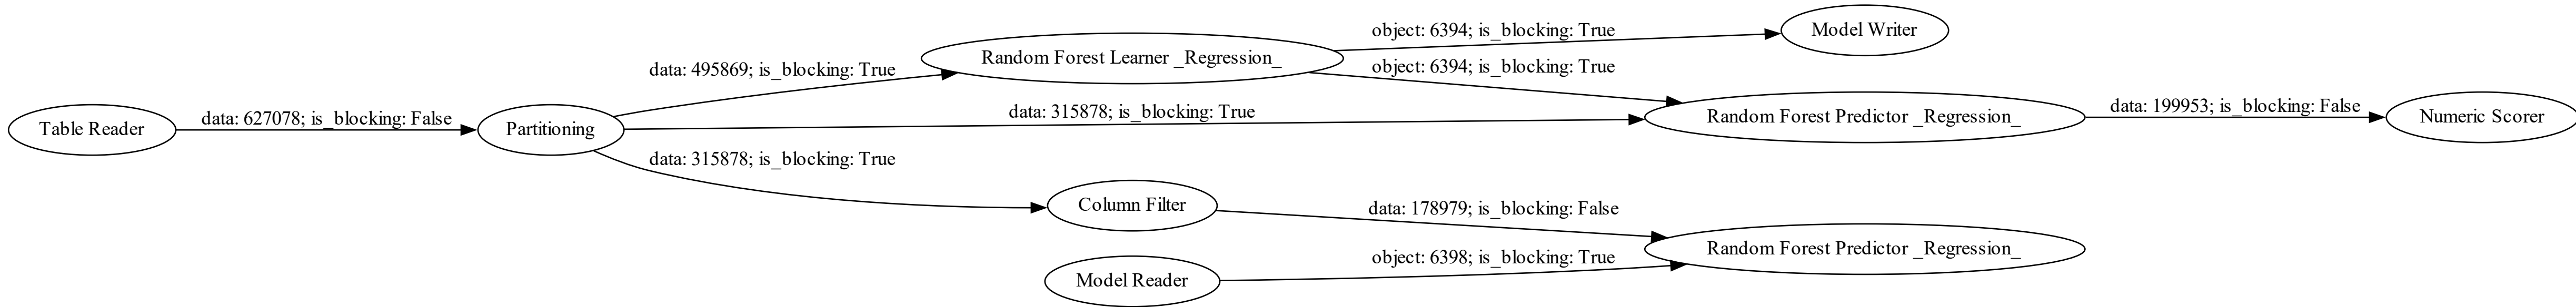 Table Reader
data: 627078; is_blocking: False
Partitioning
data: 495869; is_blocking: True
data: 315878; is_blocking: True
data: 315878; is_blocking: True
Random Forest Learner _Regression_
Column Filter
Model Reader
object: 6394; is_blocking: True
object: 6394; is_blocking: True
data: 178979; is_blocking: False
object: 6398; is_blocking: True
Model Writer
Random Forest Predictor _Regression_
Random Forest Predictor _Regression_
data: 199953; is_blocking: False
Numeric Scorer